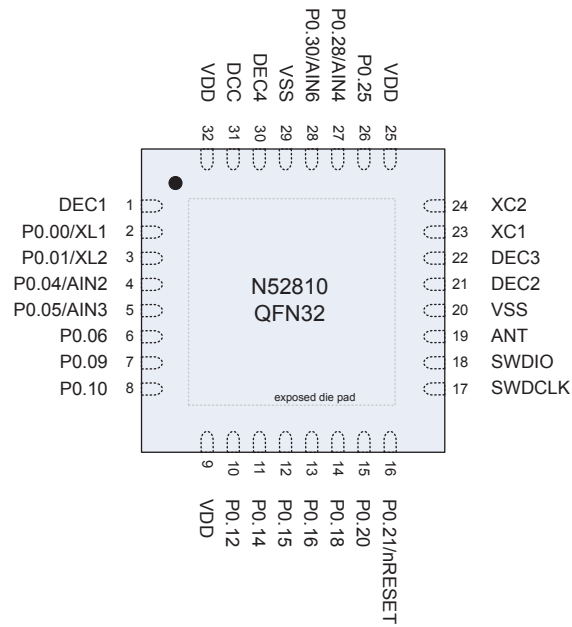 VDD
DCC
DEC4
VSS
P0.30/AIN6
P0.28/AIN4
P0.25
VDD
32
31
30
29
28
27
26
25
DEC1 1
P0.00/XL1 2
P0.01/XL2 3
P0.04/AIN2 4
P0.05/AIN3 5
P0.06 6
P0.09 7
P0.10 8
N52810
QFN32
exposed die pad
24 XC2
23 XC1
22 DEC3
21 DEC2
20 VSS
19 ANT
18 SWDIO
17 SWDCLK
9
10
11
12
13
14
15
16
VDD
P0.12
P0.14
P0.15
P0.16
P0.18
P0.20
P0.21/nRESET